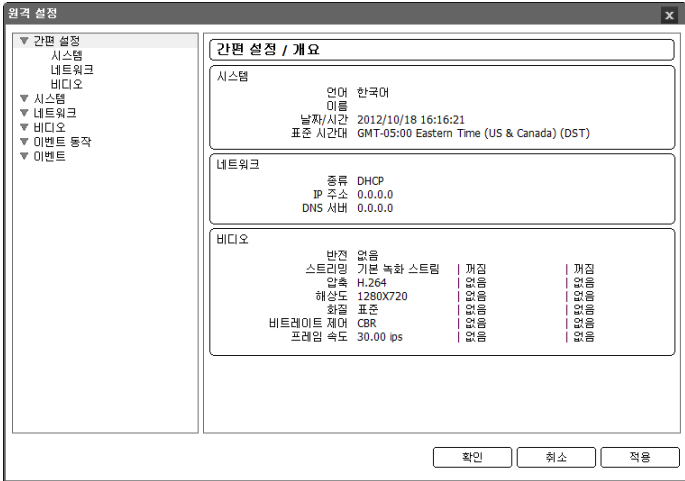 원격 설정
x
▼ 간편 설정
시스템
네트워크
비디오
▼ 시스템
▼ 네트워크
▼ 비디오
▼ 이벤트 동작
▼ 이벤트
간편 설정 / 개요
시스템
언어 한국어
이름
날짜/시간 2012/10/18 16:16:21
표준 시간대 GMT-05:00 Eastern Time (US & Canada) (DST)
네트워크
종류 DHCP
IP 주소 0.0.0.0
DNS 서버 0.0.0.0
비디오
반전 없음
스트리밍 기본 녹화 스트림 | 꺼짐 | 꺼짐
압축 H.264 | 없음 | 없음
해상도 1280X720 | 없음 | 없음
화질 표준 | 없음 | 없음
비트레이트 제어 CBR | 없음 | 없음
프레임 속도 30.00 ips | 없음 | 없음
확인 취소 적용